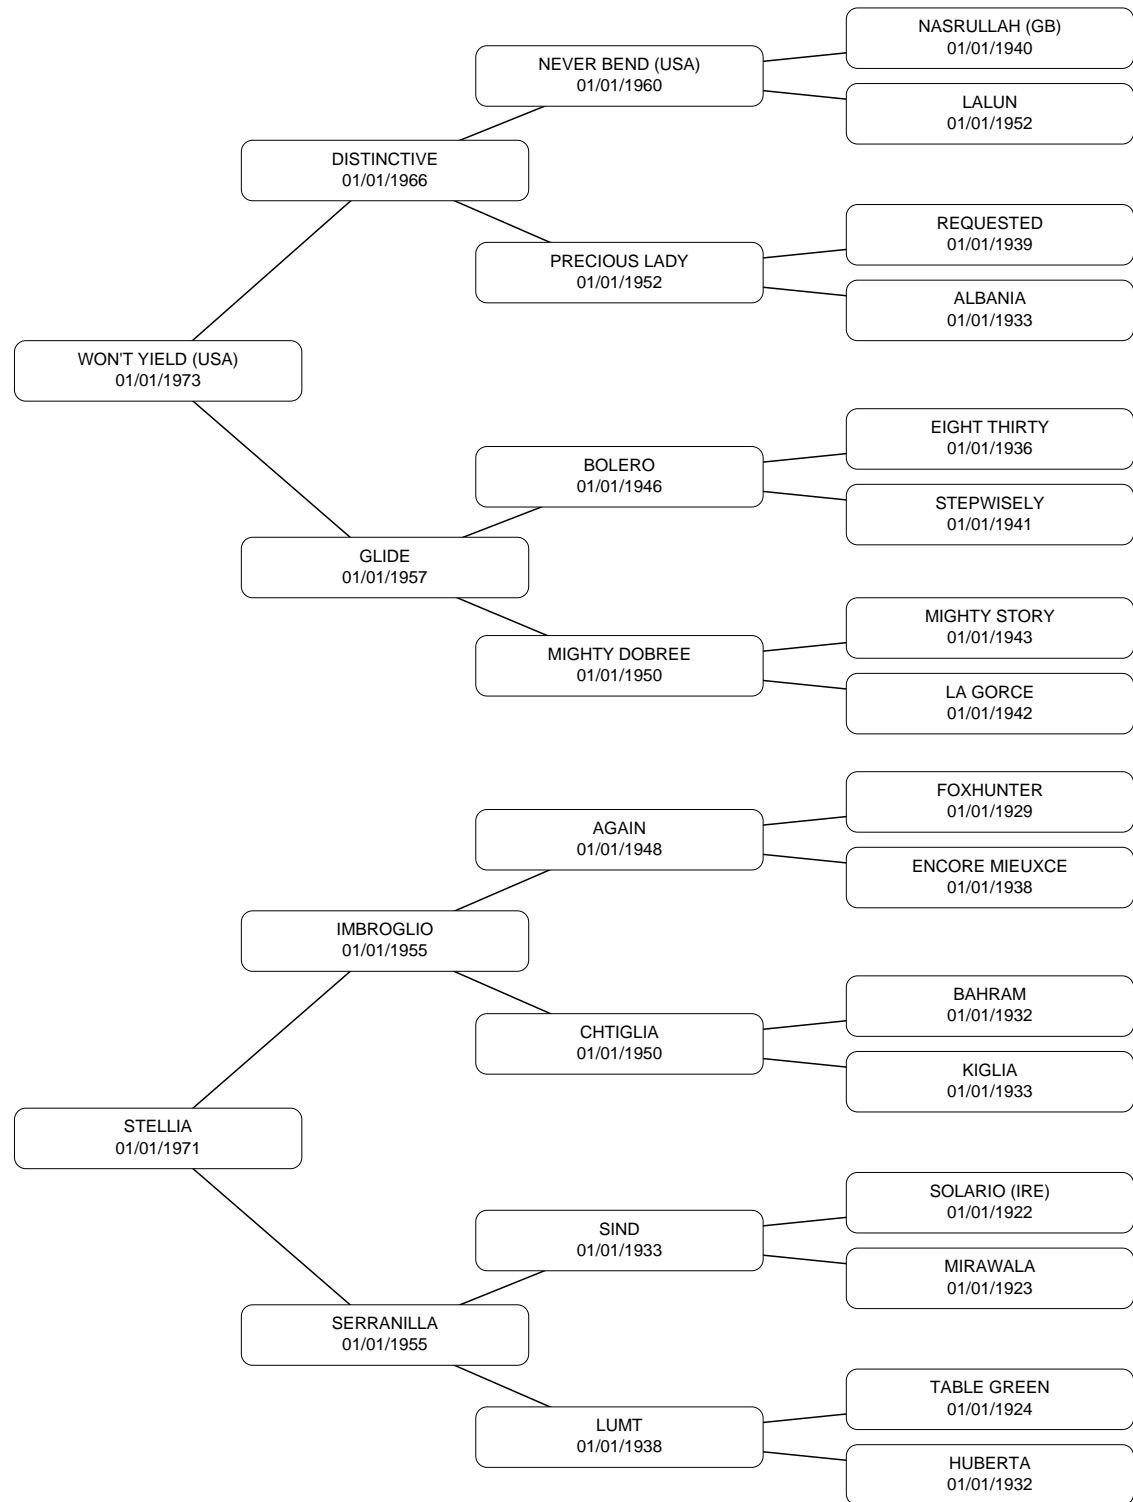 NASRULLAH (GB)
01/01/1940
NEVER BEND (USA)
01/01/1960
LALUN
01/01/1952
DISTINCTIVE
01/01/1966
REQUESTED
01/01/1939
PRECIOUS LADY
01/01/1952
ALBANIA
01/01/1933
WON'T YIELD (USA)
01/01/1973
EIGHT THIRTY
01/01/1936
BOLERO
01/01/1946
STEPWISELY
01/01/1941
GLIDE
01/01/1957
MIGHTY STORY
01/01/1943
MIGHTY DOBREE
01/01/1950
LA GORCE
01/01/1942
FOXHUNTER
01/01/1929
AGAIN
01/01/1948
ENCORE MIEUXCE
01/01/1938
IMBROGLIO
01/01/1955
BAHRAM
01/01/1932
CHTIGLIA
01/01/1950
KIGLIA
01/01/1933
STELLIA
01/01/1971
SOLARIO (IRE)
01/01/1922
SIND
01/01/1933
MIRAWALA
01/01/1923
SERRANILLA
01/01/1955
TABLE GREEN
01/01/1924
LUMT
01/01/1938
HUBERTA
01/01/1932